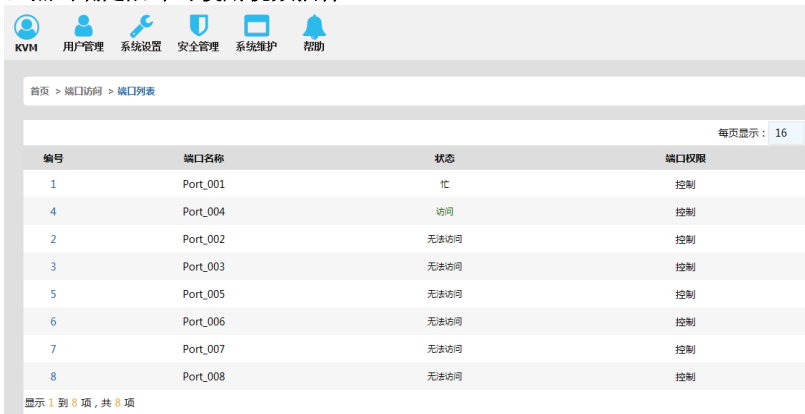 KVM 用户管理 系统设置 安全管理 系统维护 帮助
首页 > 端口访问 > 端口列表
每页显示： 16
编号 端口名称 状态 端口权限
1 Port_001 忙 控制
4 Port_004 访问 控制
2 Port_002 无法访问 控制
3 Port_003 无法访问 控制
5 Port_005 无法访问 控制
6 Port_006 无法访问 控制
7 Port_007 无法访问 控制
8 Port_008 无法访问 控制
显示 1 到 8 项 , 共 8 项